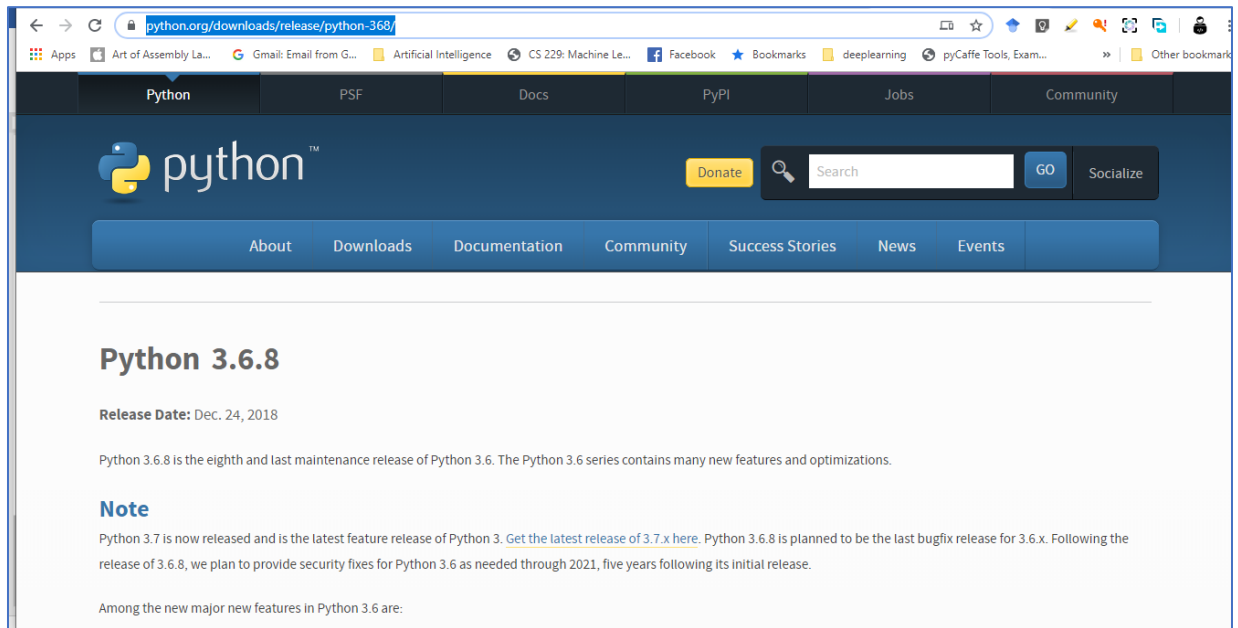 python.org/downloads/release/python-368/
Apps Art of Assembly La... Gmail: Email from G... Artificial Intelligence CS 229: Machine Le... Facebook Bookmarks deeplearning pyCaffe Tools, Exam... » Other bookmark
Python PSF Docs PyPI Jobs Community
python™
Donate Search GO Socialize
About Downloads Documentation Community Success Stories News Events
Python 3.6.8
Release Date: Dec. 24, 2018
Python 3.6.8 is the eighth and last maintenance release of Python 3.6. The Python 3.6 series contains many new features and optimizations.
Note
Python 3.7 is now released and is the latest feature release of Python 3. Get the latest release of 3.7.x here. Python 3.6.8 is planned to be the last bugfix release for 3.6.x. Following the
release of 3.6.8, we plan to provide security fixes for Python 3.6 as needed through 2021, five years following its initial release.
Among the new major new features in Python 3.6 are: